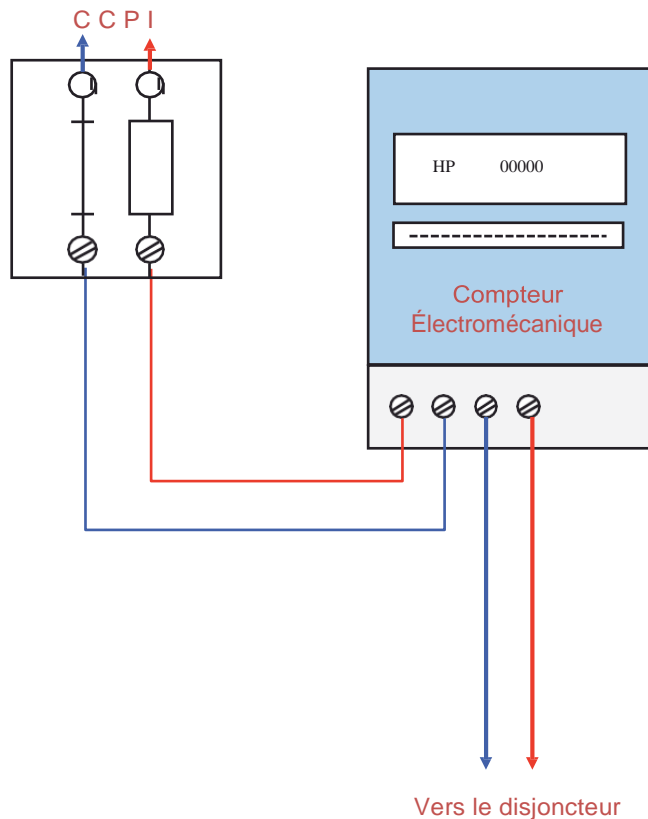 C C P I
HP 00000
Compteur
Électromécanique
Vers le disjoncteur